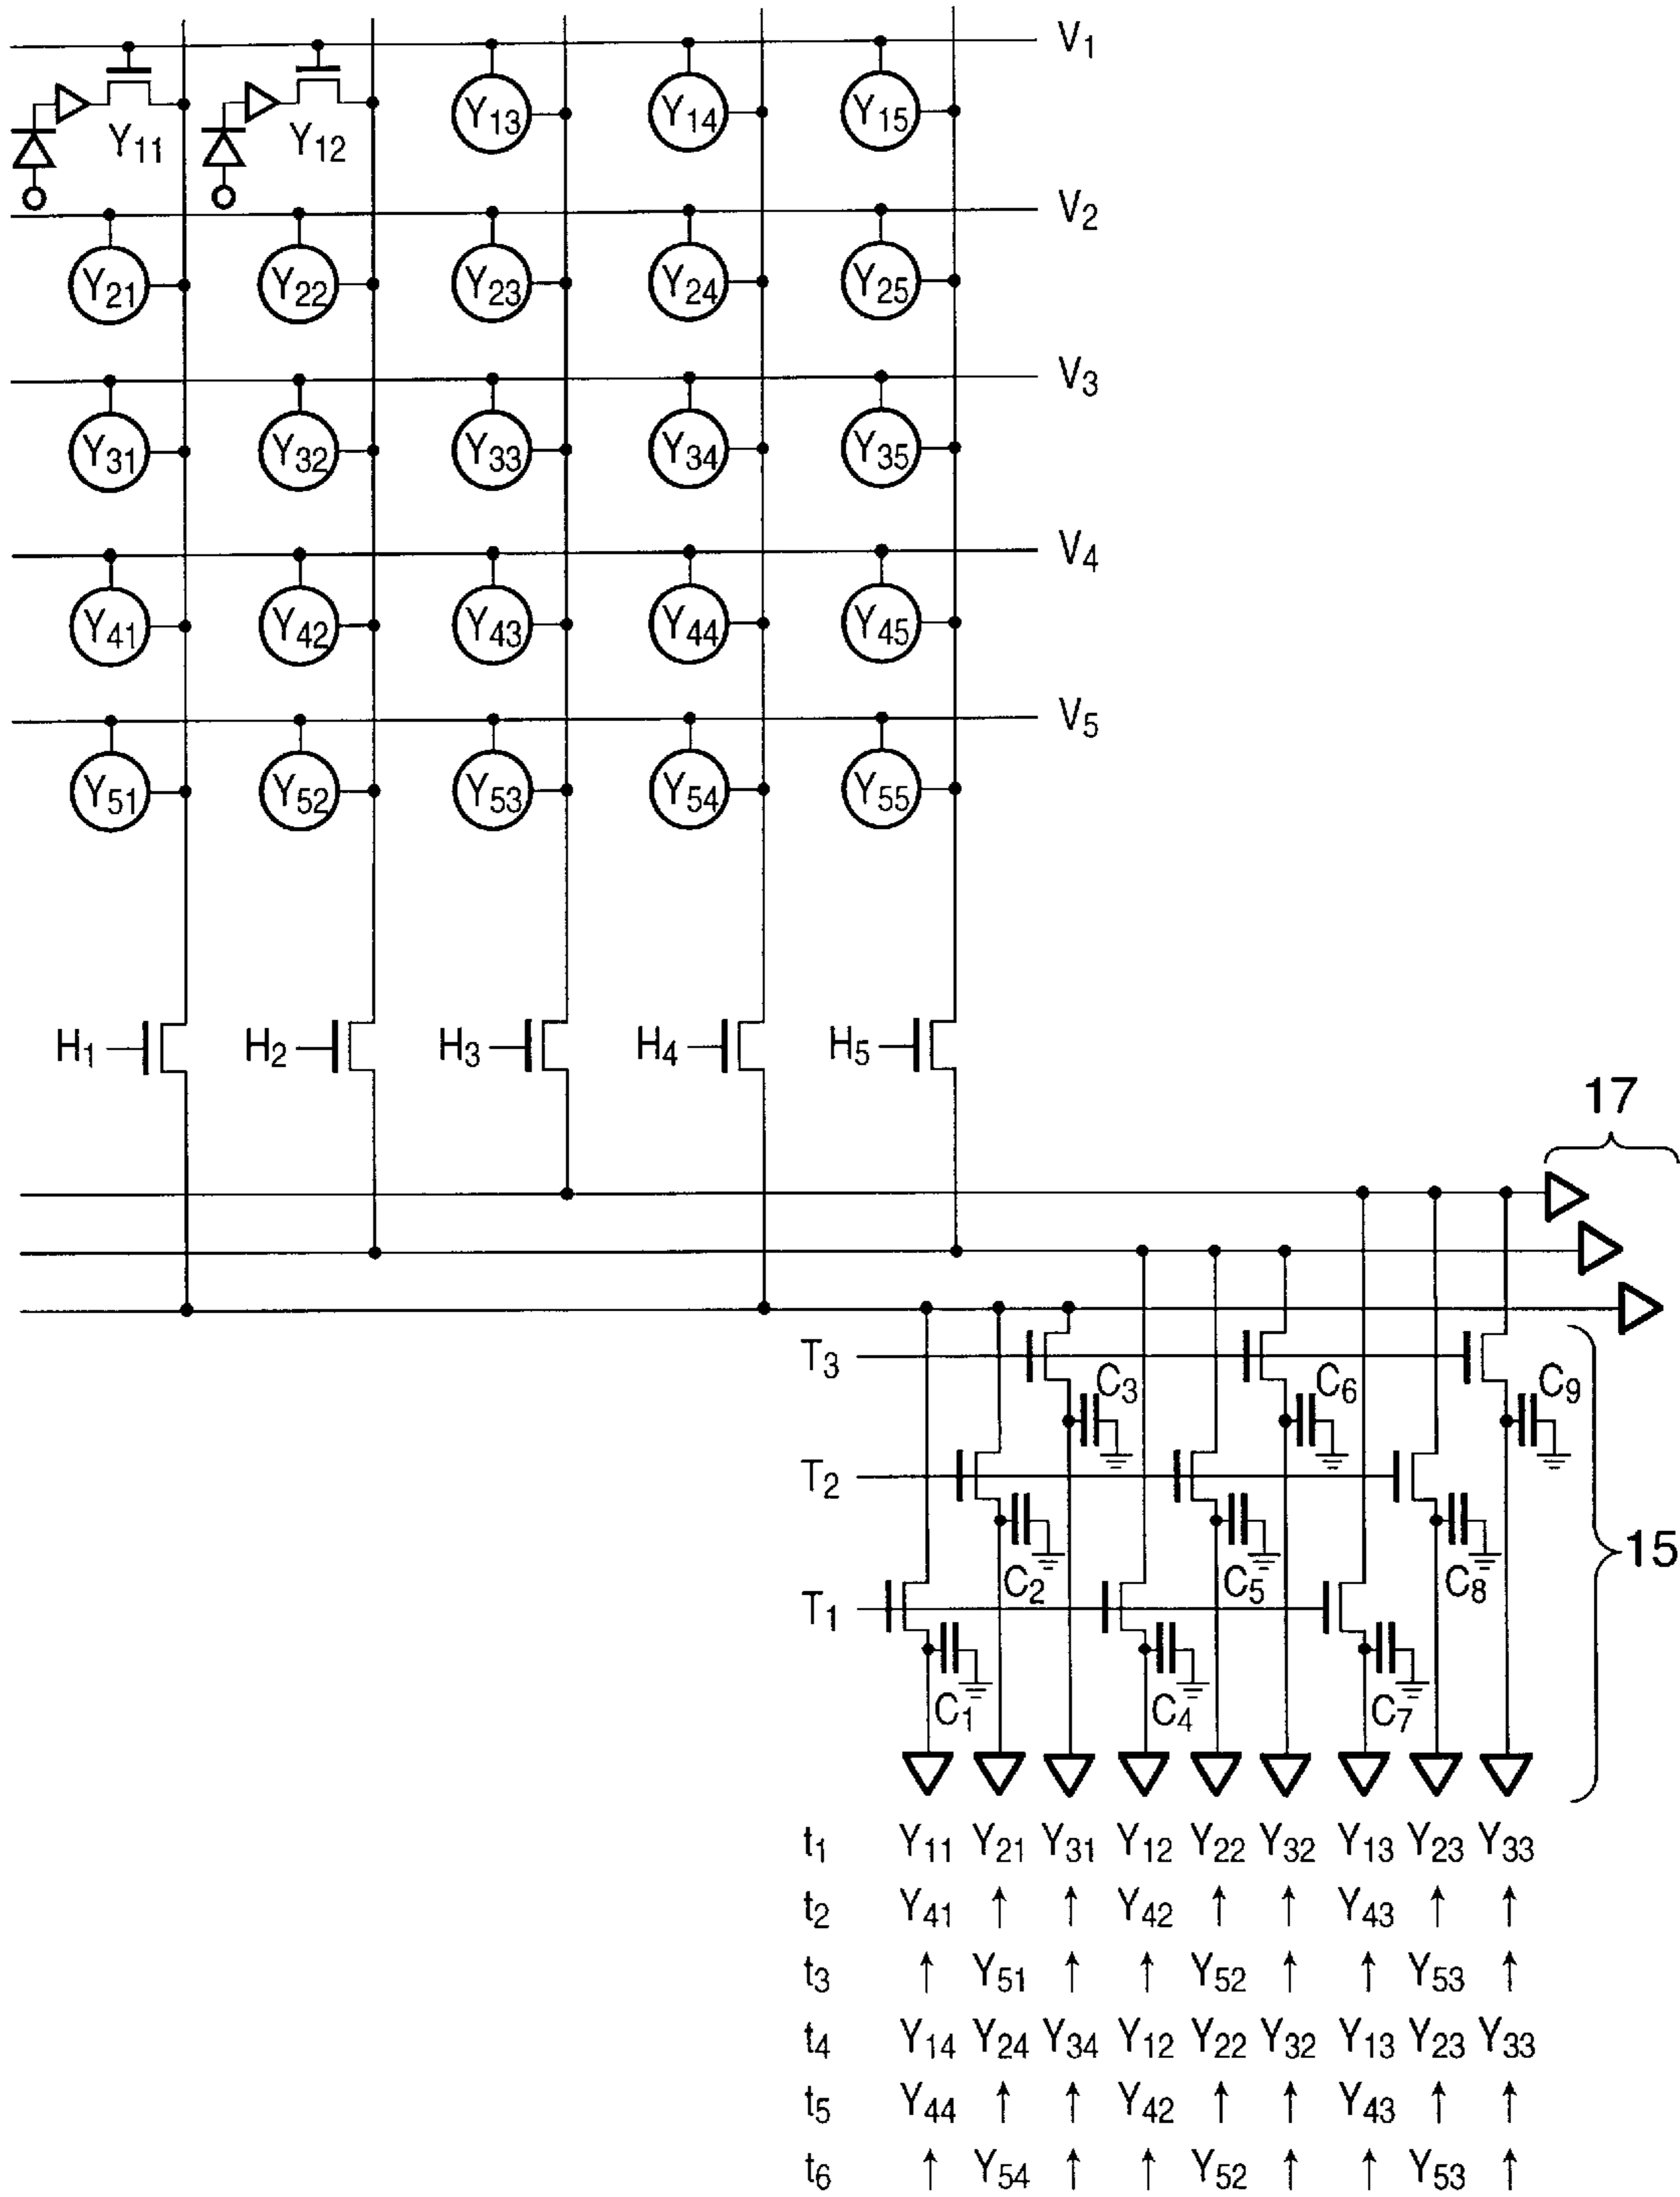 V1
Y11 Y12 Y13 Y14 Y15
V2
Y21 Y22 Y23 Y24 Y25
V3
Y31 Y32 Y33 Y34 Y35
V4
Y41 Y42 Y43 Y44 Y45
V5
Y51 Y52 Y53 Y54 Y55
H1 H2 H3 H4 H5
17
T3
C3 C6 C9
T2
C2 C5 C8
15
T1
C1 C4 C7
t1 Y11 Y21 Y31 Y12 Y22 Y32 Y13 Y23 Y33
t2 Y41 ↑ ↑ Y42 ↑ ↑ Y43 ↑ ↑
t3 ↑ Y51 ↑ ↑ Y52 ↑ ↑ Y53 ↑
t4 Y14 Y24 Y34 Y12 Y22 Y32 Y13 Y23 Y33
t5 Y44 ↑ ↑ Y42 ↑ ↑ Y43 ↑ ↑
t6 ↑ Y54 ↑ ↑ Y52 ↑ ↑ Y53 ↑